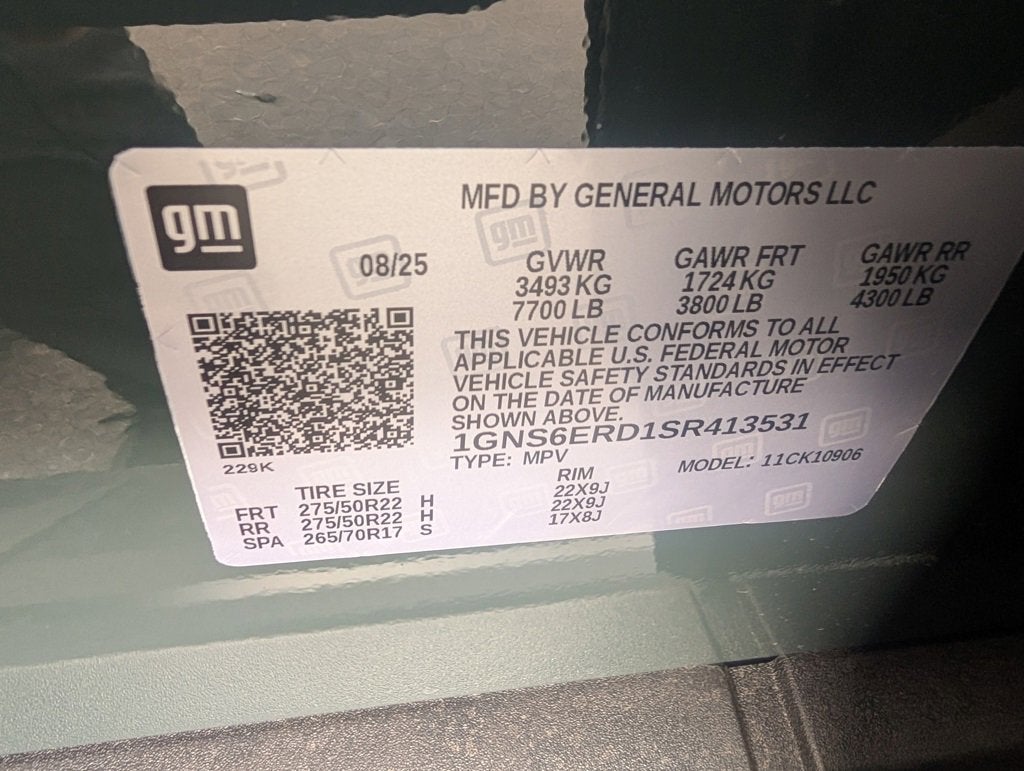 gm
MFD BY GENERAL MOTORS LLC
08/25
GVWR GAWR FRT GAWR RR
3493 KG 1724 KG 1950 KG
7700 LB 3800 LB 4300 LB
THIS VEHICLE CONFORMS TO ALL
APPLICABLE U.S. FEDERAL MOTOR
VEHICLE SAFETY STANDARDS IN EFFECT
ON THE DATE OF MANUFACTURE
SHOWN ABOVE.
1GNS6ERD1SR413531
TYPE: MPV MODEL: 11CK10906
229K
TIRE SIZE RIM
FRT 275/50R22 H 22X9J
RR 275/50R22 H 22X9J
SPA 265/70R17 S 17X8J